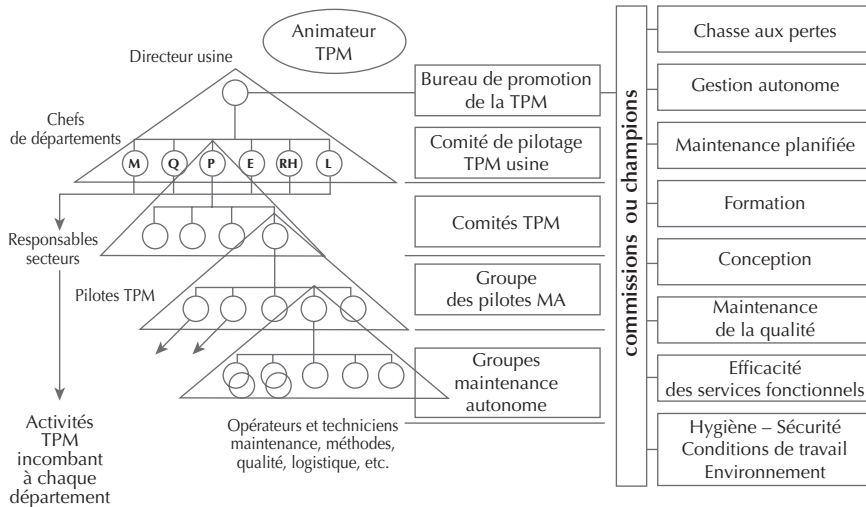 Animateur
TPM
Directeur usine
Chefs
de départements
M
Q
P
E
RH
L
Responsables
secteurs
Pilotes TPM
Activités
TPM
incombant
à chaque
département
Opérateurs et techniciens
maintenance, méthodes,
qualité, logistique, etc.
Bureau de promotion
de la TPM
Comité de pilotage
TPM usine
Comités TPM
Groupe
des pilotes MA
Groupes
maintenance
autonome
commissions ou champions
Chasse aux pertes
Gestion autonome
Maintenance planifiée
Formation
Conception
Maintenance
de la qualité
Efficacité
des services fonctionnels
Hygiène – Sécurité
Conditions de travail
Environnement